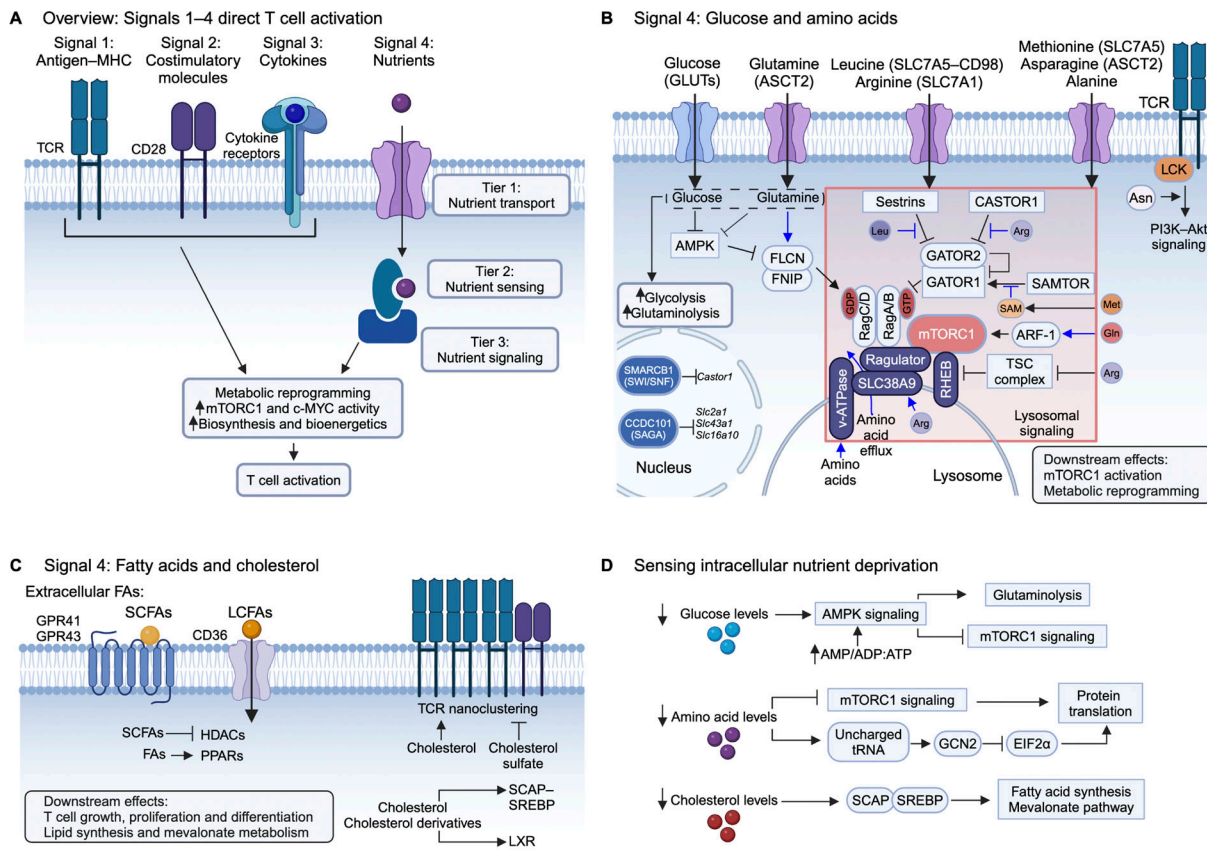 A Overview: Signals 1–4 direct T cell activation
Signal 1:
Antigen–MHC
Signal 2:
Costimulatory
molecules
Signal 3:
Cytokines
Signal 4:
Nutrients
TCR
CD28
Cytokine
receptors
Tier 1:
Nutrient transport
Tier 2:
Nutrient sensing
Tier 3:
Nutrient signaling
Metabolic reprogramming
mTORC1 and c-MYC activity
Biosynthesis and bioenergetics
T cell activation
B Signal 4: Glucose and amino acids
Glucose
(GLUTs)
Glutamine
(ASCT2)
Leucine (SLC7A5–CD98)
Arginine (SLC7A1)
Methionine (SLC7A5)
Asparagine (ASCT2)
Alanine
TCR
LCK
Asn
PI3K–Akt
signaling
Glucose
Glutamine
AMPK
FLCN
FNIP
Glycolysis
Glutaminolysis
Sestrins
CASTOR1
Leu
Arg
GATOR2
GATOR1
SAMTOR
SAM
Met
GDP
RagC/D
RagA/B
GTP
mTORC1
ARF-1
Gln
Ragulator
SLC38A9
v-ATPase
RHEB
TSC
complex
Arg
Arg
Amino
acid
efflux
Amino
acids
Lysosomal
signaling
Lysosome
SMARCB1
(SWI/SNF)
Castor1
CCDC101
(SAGA)
Slc2a1
Slc43a1
Slc16a10
Nucleus
Downstream effects:
mTORC1 activation
Metabolic reprogramming
C Signal 4: Fatty acids and cholesterol
Extracellular FAs:
GPR41
GPR43
SCFAs
LCFAs
CD36
SCFAs
HDACs
FAs
PPARs
TCR nanoclustering
Cholesterol
Cholesterol
sulfate
Cholesterol
Cholesterol derivatives
SCAP–
SREBP
LXR
Downstream effects:
T cell growth, proliferation and differentiation
Lipid synthesis and mevalonate metabolism
D Sensing intracellular nutrient deprivation
Glucose levels
AMPK signaling
Glutaminolysis
mTORC1 signaling
AMP/ADP:ATP
Amino acid levels
mTORC1 signaling
Protein
translation
Uncharged
tRNA
GCN2
EIF2α
Cholesterol levels
SCAP
SREBP
Fatty acid synthesis
Mevalonate pathway